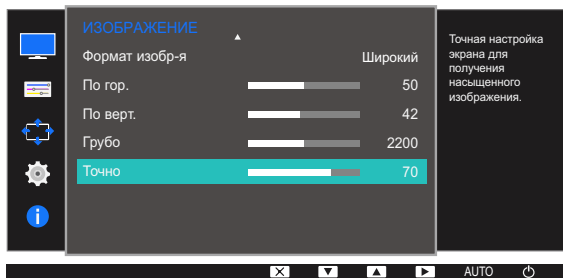 ИЗОБРАЖЕНИЕ
Формат изобр-я Широкий
По гор. 50
По верт. 42
Грубо 2200
Точно 70
Точная настройка
экрана для
получения
насыщенного
изображения.
AUTO